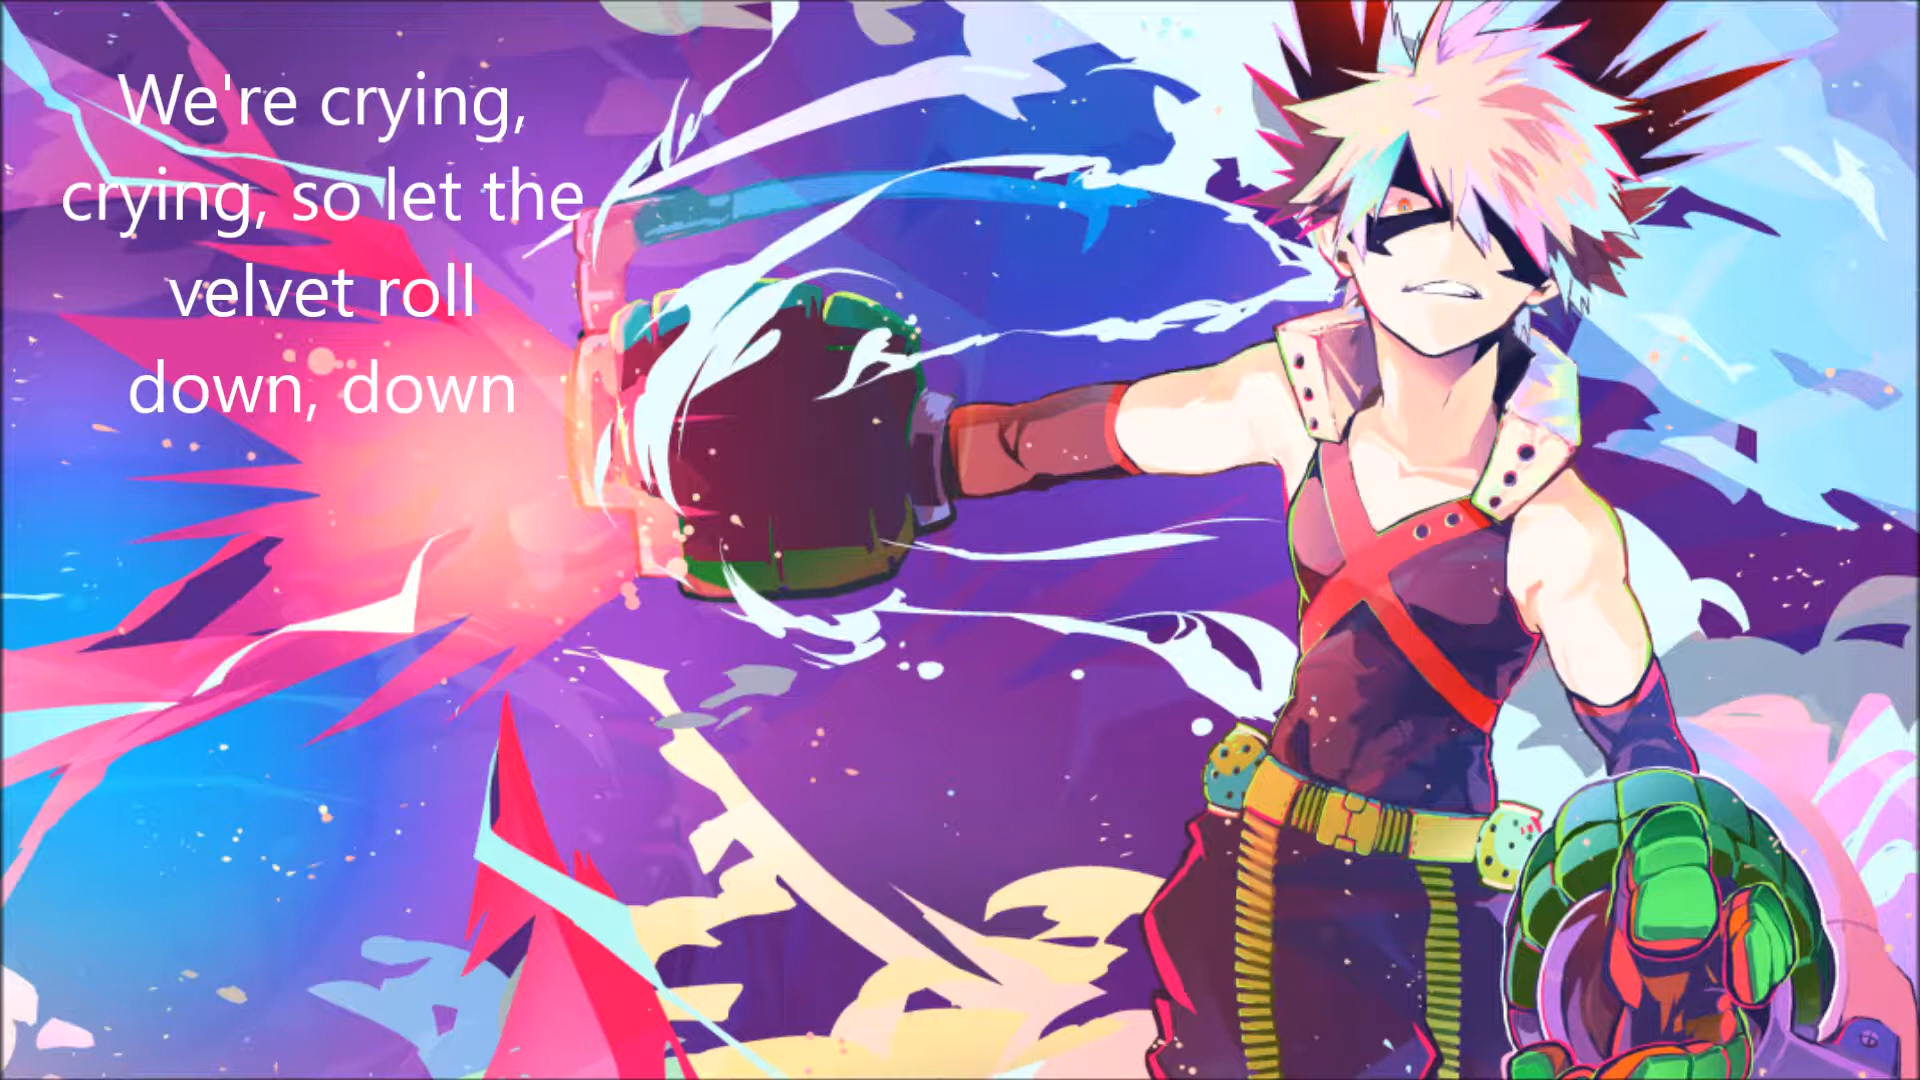 We're crying,
crying, so let the
velvet roll
down, down